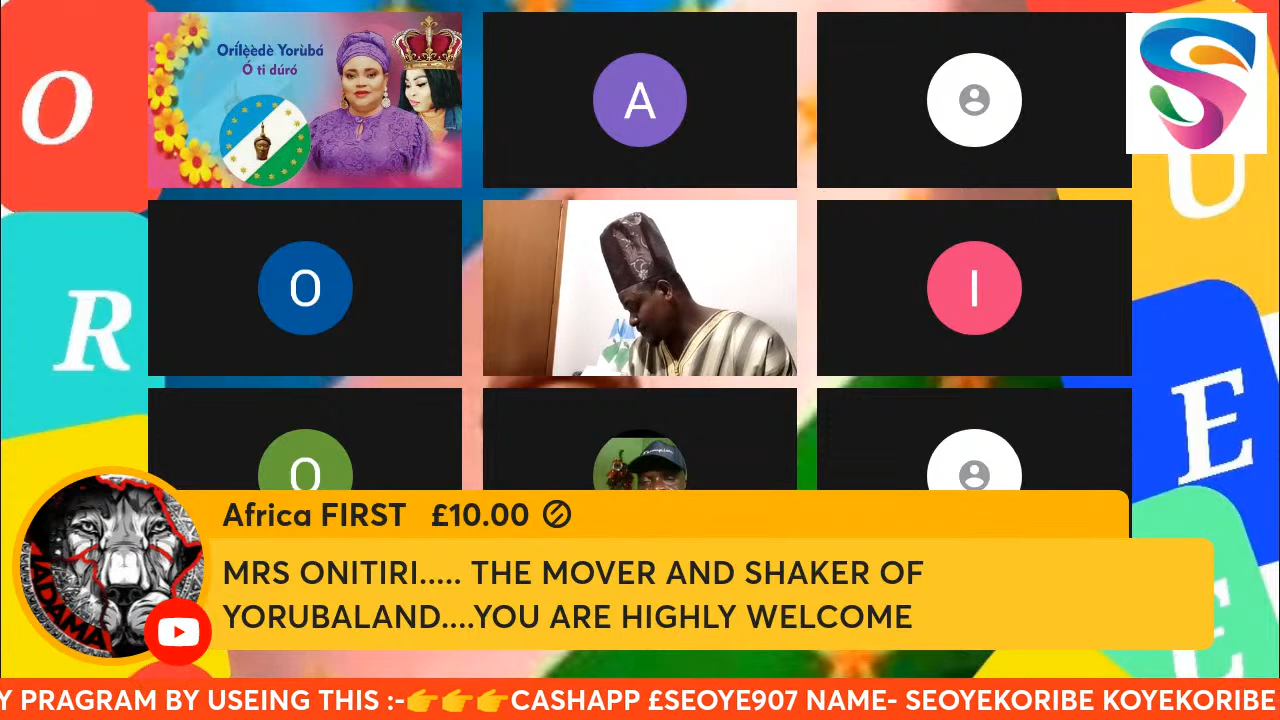 Orílẹ̀èdè Yorùbá
Ó ti dúró
A
O
I
O
O
R
U
E
E
Africa FIRST £10.00
MRS ONITIRI..... THE MOVER AND SHAKER OF
YORUBALAND....YOU ARE HIGHLY WELCOME
ADAMA
Y PRAGRAM BY USEING THIS :-👉👉👉CASHAPP £SEOYE907 NAME- SEOYEKORIBE KOYEKORIBE